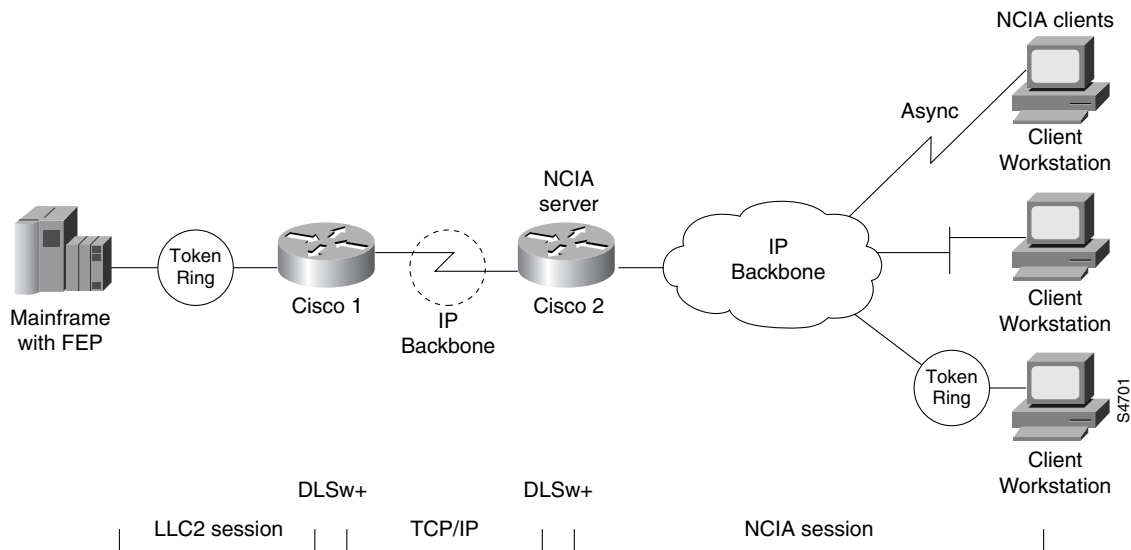 NCIA clients
Async
Client
Workstation
NCIA
server
Token
Ring
IP
Backbone
Cisco 1
Cisco 2
Client
Workstation
Mainframe
with FEP
IP
Backbone
Token
Ring
S4701
Client
Workstation
DLSw+
DLSw+
LLC2 session
TCP/IP
NCIA session